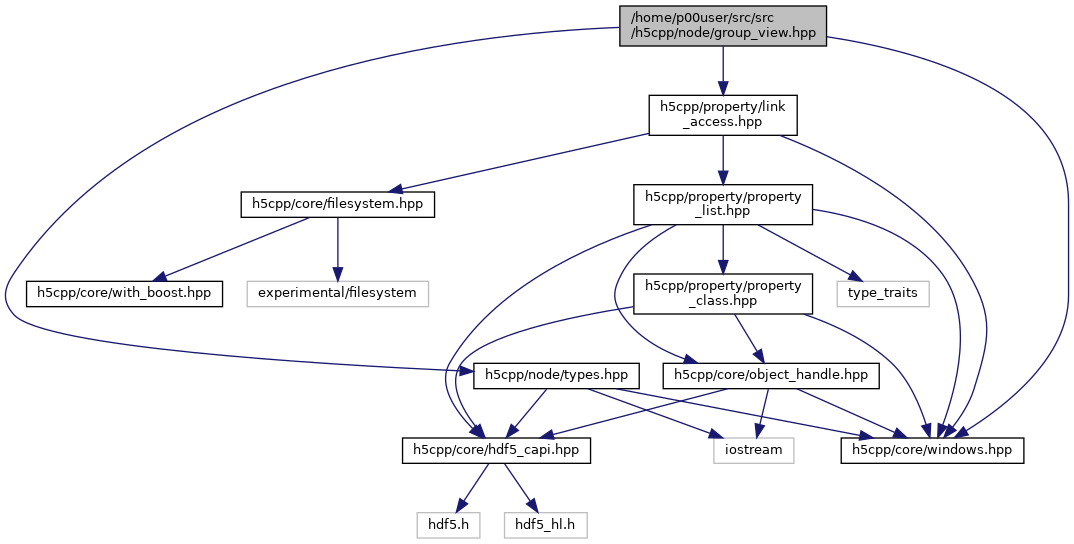 /home/p00user/src/src
/h5cpp/node/group_view.hpp
h5cpp/property/link
_access.hpp
h5cpp/core/filesystem.hpp
h5cpp/property/property
_list.hpp
h5cpp/core/with_boost.hpp
experimental/filesystem
h5cpp/property/property
_class.hpp
type_traits
h5cpp/node/types.hpp
h5cpp/core/object_handle.hpp
h5cpp/core/hdf5_capi.hpp
iostream
h5cpp/core/windows.hpp
hdf5.h
hdf5_hl.h